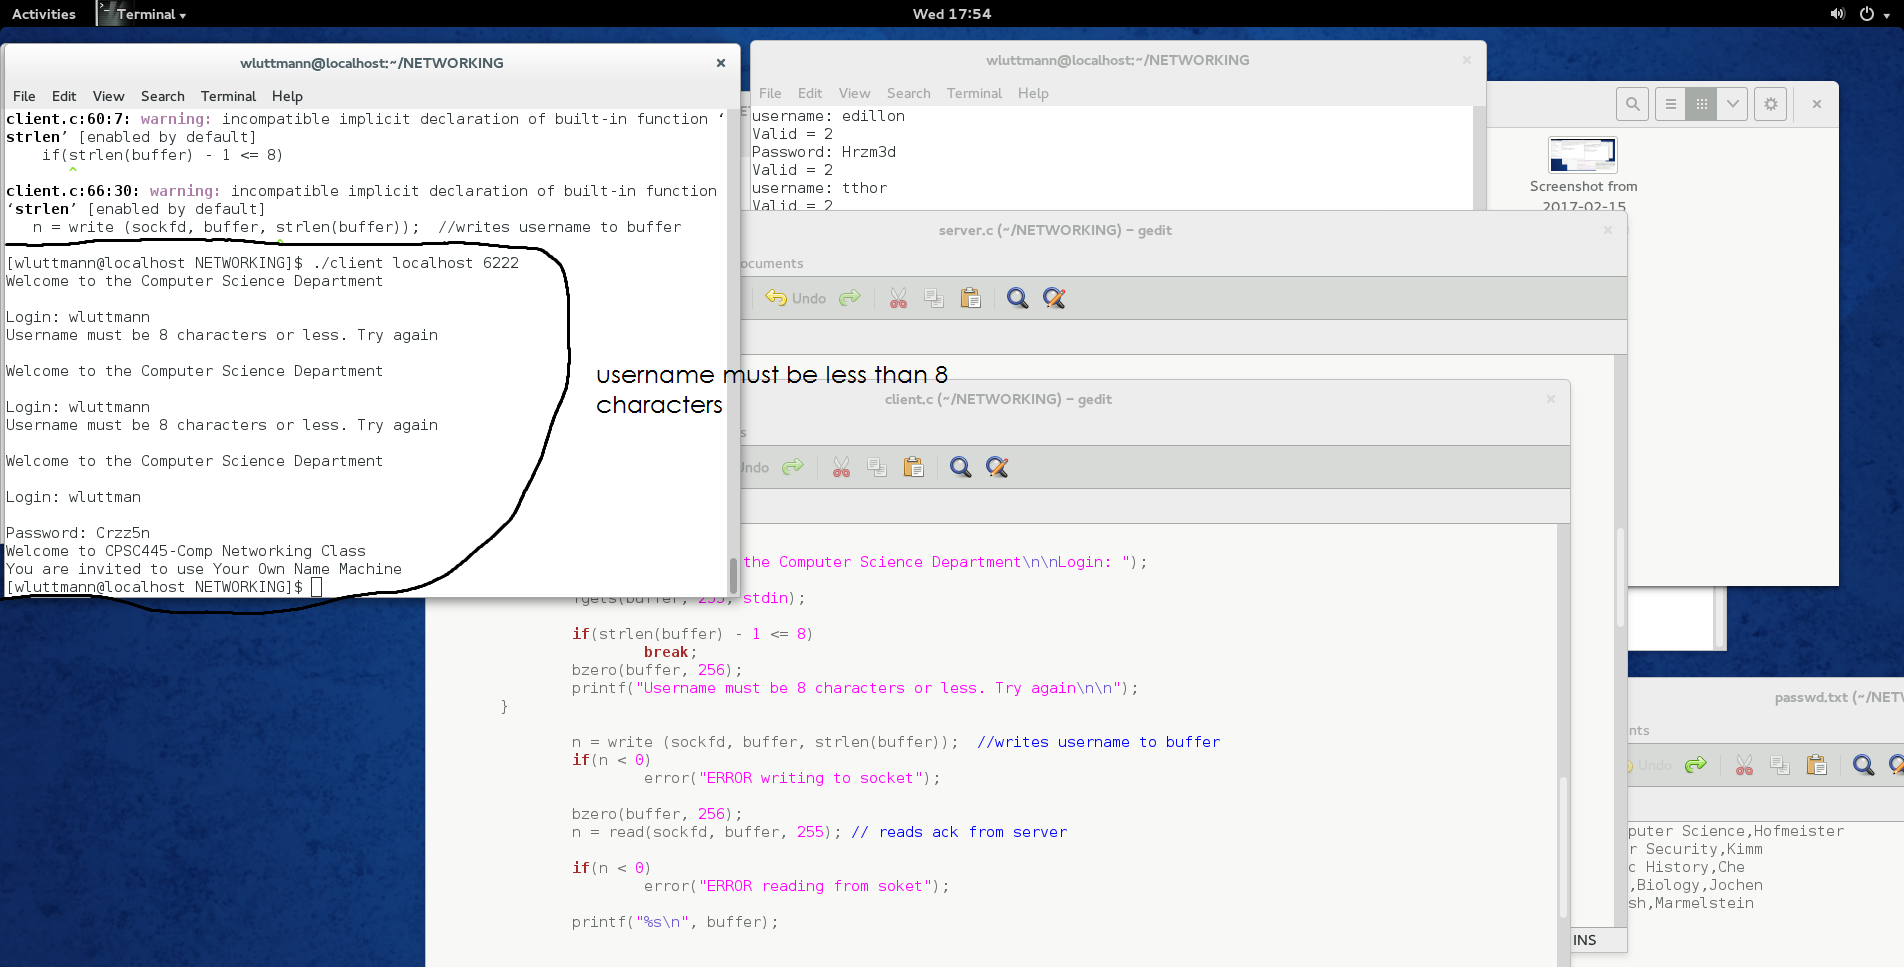 Activities
Terminal
Wed 17:54
wluttmann@localhost:~/NETWORKING
File Edit View Search Terminal Help
client.c:60:7: warning: incompatible implicit declaration of built-in function ‘
strlen’ [enabled by default]
if(strlen(buffer) - 1 <= 8)
^
client.c:66:30: warning: incompatible implicit declaration of built-in function
‘strlen’ [enabled by default]
n = write (sockfd, buffer, strlen(buffer));  //writes username to buffer
^
[wluttmann@localhost NETWORKING]$ ./client localhost 6222
Welcome to the Computer Science Department
Login: wluttmann
Username must be 8 characters or less. Try again
Welcome to the Computer Science Department
Login: wluttmann
Username must be 8 characters or less. Try again
Welcome to the Computer Science Department
Login: wluttman
Password: Crzz5n
Welcome to CPSC445-Comp Networking Class
You are invited to use Your Own Name Machine
[wluttmann@localhost NETWORKING]$
username must be less than 8
characters
wluttmann@localhost:~/NETWORKING
File Edit View Search Terminal Help
username: edillon
Valid = 2
Password: Hrzm3d
Valid = 2
username: tthor
Valid = 2
Screenshot from
2017-02-15
server.c (~/NETWORKING) - gedit
ocuments
Undo
client.c (~/NETWORKING) - gedit
s
Undo
the Computer Science Department\n\nLogin: ");
fgets(buffer, 255, stdin);
if(strlen(buffer) - 1 <= 8)
break;
bzero(buffer, 256);
printf("Username must be 8 characters or less. Try again\n\n");
}
n = write (sockfd, buffer, strlen(buffer));  //writes username to buffer
if(n < 0)
error("ERROR writing to socket");
bzero(buffer, 256);
n = read(sockfd, buffer, 255); // reads ack from server
if(n < 0)
error("ERROR reading from soket");
printf("%s\n", buffer);
INS
passwd.txt (~/NETW
nts
Undo
puter Science,Hofmeister
r Security,Kimm
c History,Che
,Biology,Jochen
sh,Marmelstein